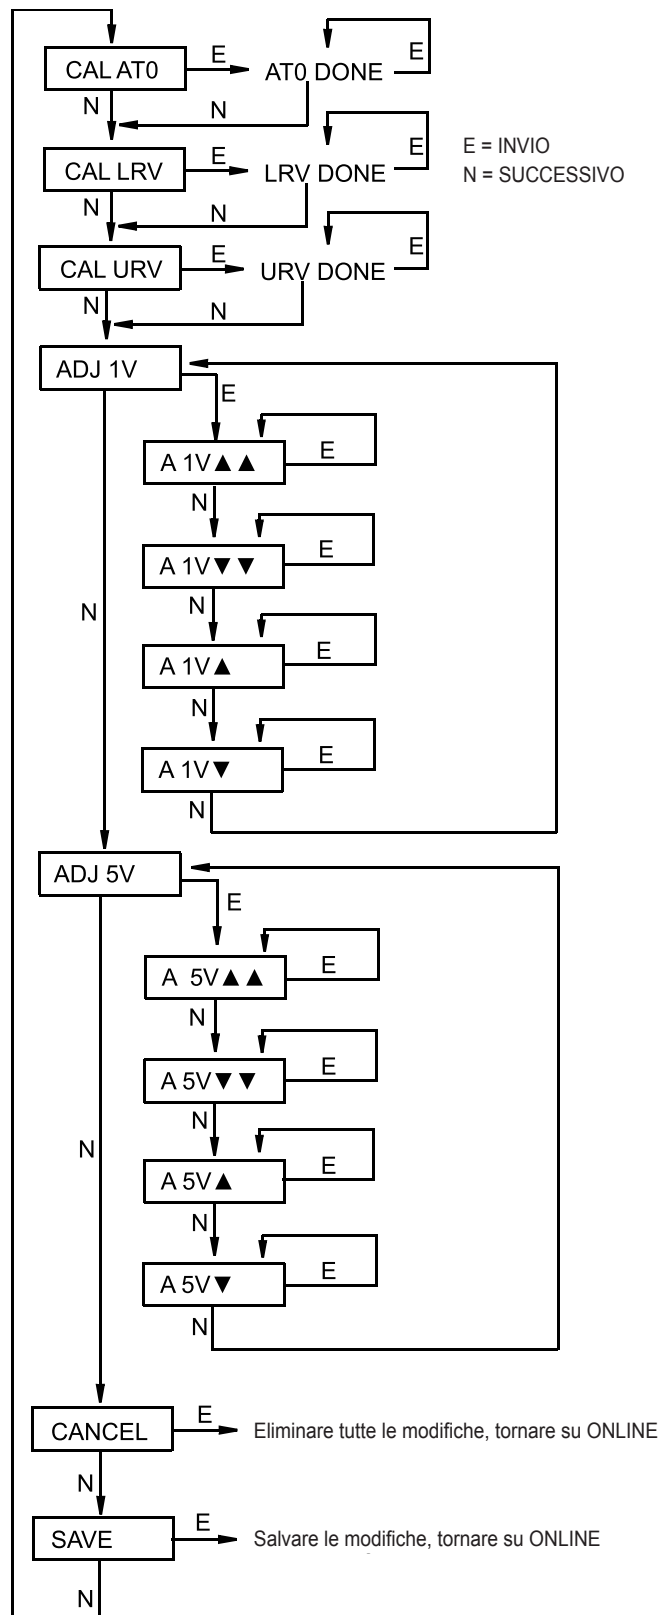 E
E
CAL AT0
AT0 DONE
N
N
E = INVIO
E
E
CAL LRV
LRV DONE
N = SUCCESSIVO
N
N
E
E
CAL URV
URV DONE
N
N
ADJ 1V
E
A 1V▲▲
E
N
A 1V▼▼
E
N
N
A 1V▲
E
N
A 1V▼
E
N
ADJ 5V
E
A 5V▲▲
E
N
A 5V▼▼
E
N
N
A 5V▲
E
N
A 5V▼
E
N
CANCEL
E
Eliminare tutte le modifiche, tornare su ONLINE
N
SAVE
E
Salvare le modifiche, tornare su ONLINE
N